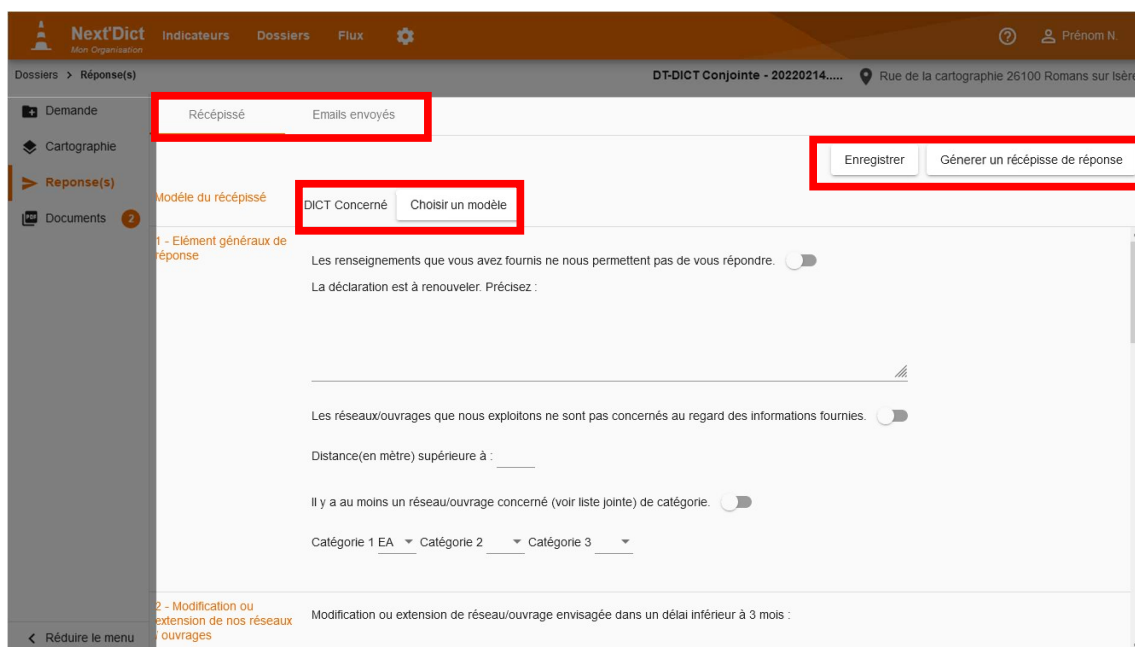 Next'Dict Indicateurs Dossiers Flux Prénom N.
Mon Organisation
Dossiers > Réponse(s) DT-DICT Conjointe - 20220214..... Rue de la cartographie 26100 Romans sur Isère
Demande
Cartographie
Reponse(s)
Documents 2
Récépissé Emails envoyés
Enregistrer Génerer un récépisse de réponse
Modéle du récépissé DICT Concerné Choisir un modèle
1 - Elément généraux de
réponse
Les renseignements que vous avez fournis ne nous permettent pas de vous répondre.
La déclaration est à renouveler. Précisez :
Les réseaux/ouvrages que nous exploitons ne sont pas concernés au regard des informations fournies.
Distance(en mètre) supérieure à :
Il y a au moins un réseau/ouvrage concerné (voir liste jointe) de catégorie.
Catégorie 1 EA Catégorie 2 Catégorie 3
2 - Modification ou
extension de nos réseaux
/ ouvrages
Modification ou extension de réseau/ouvrage envisagée dans un délai inférieur à 3 mois :
Réduire le menu